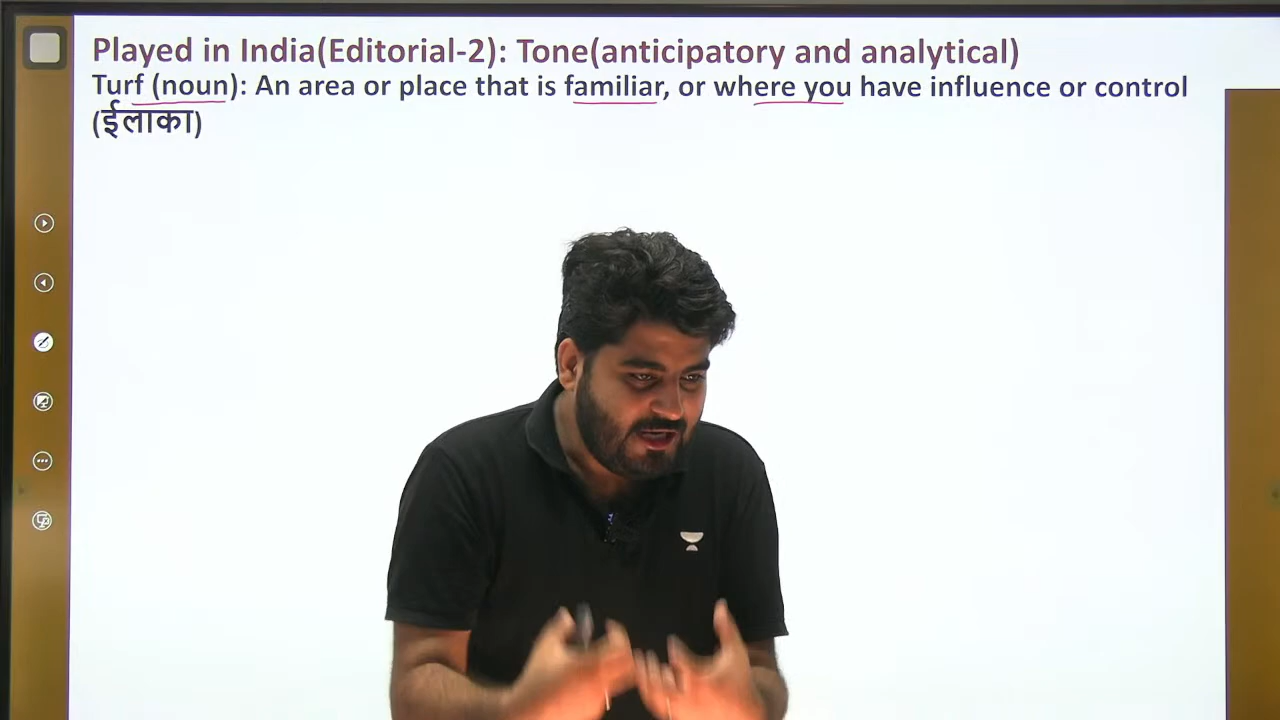 Played in India(Editorial-2): Tone(anticipatory and analytical)
Turf (noun): An area or place that is familiar, or where you have influence or control
(ईलाका)